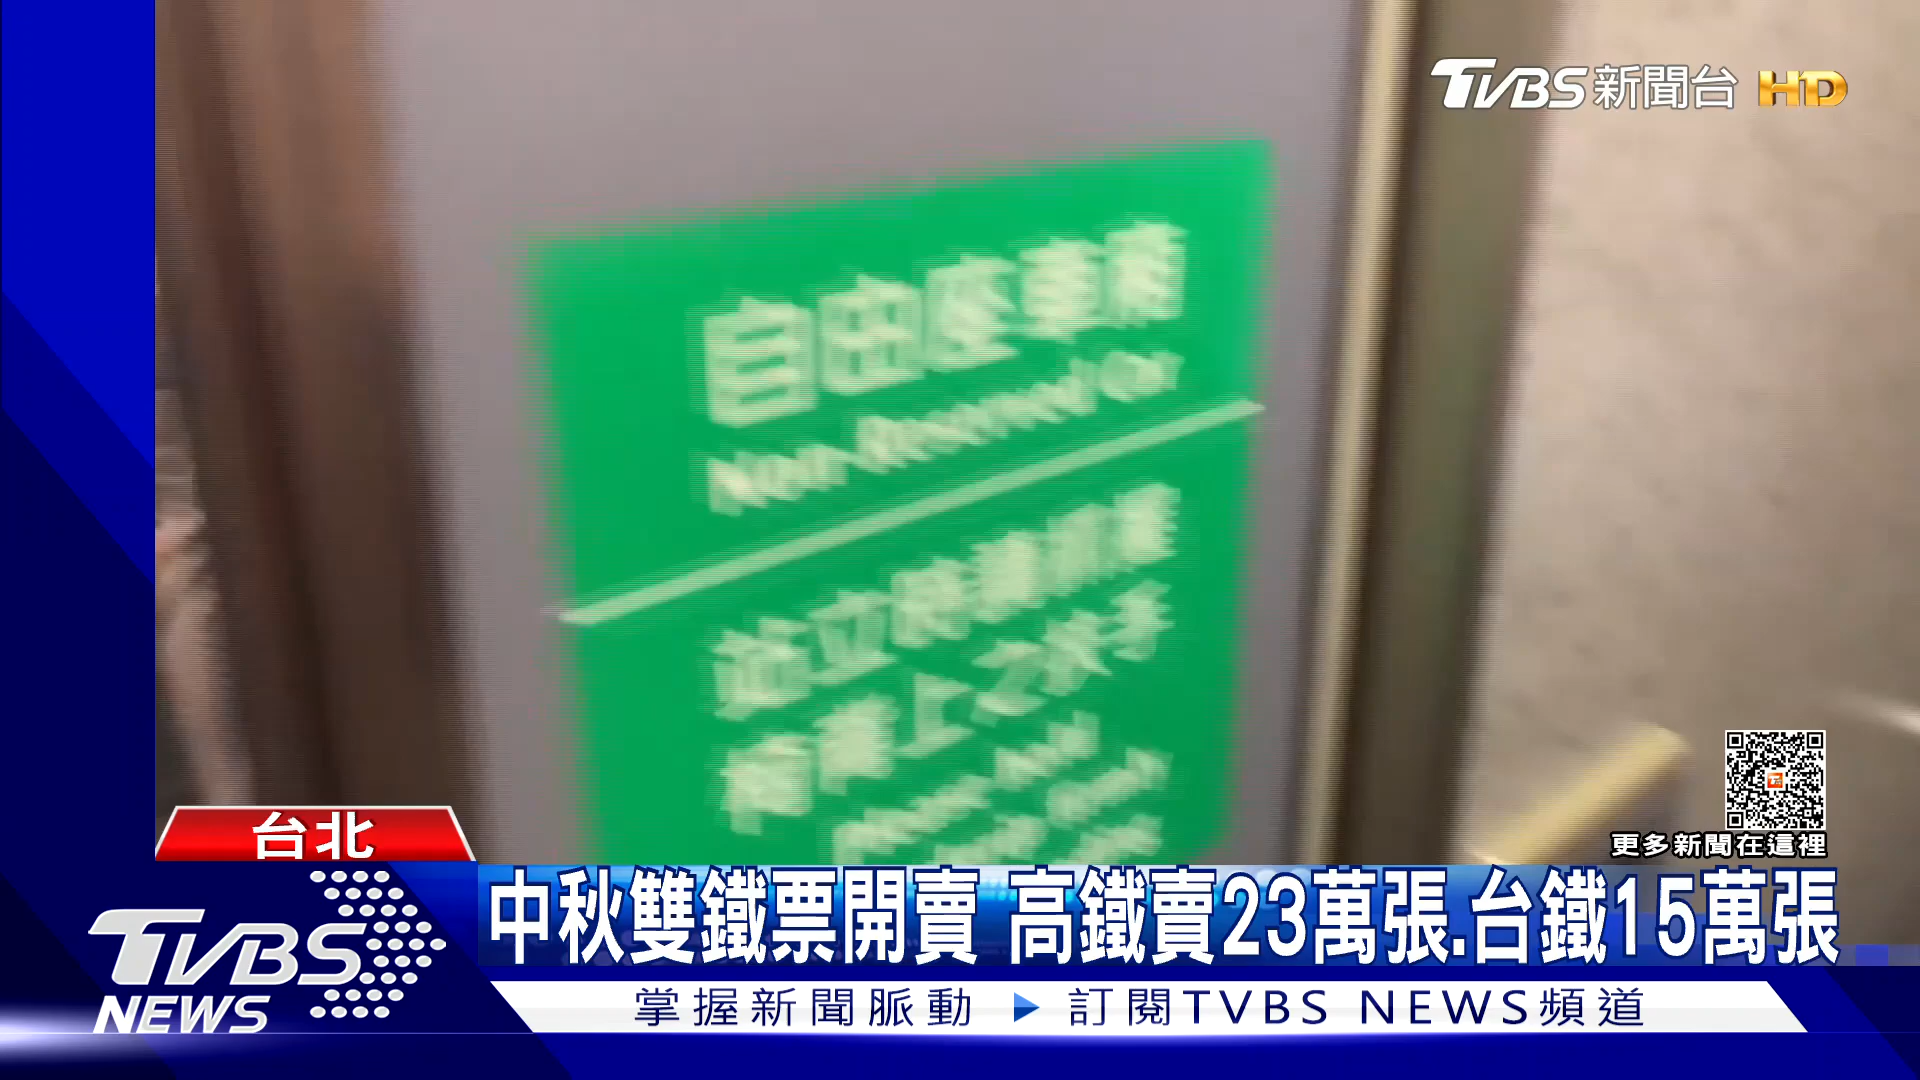 TVBS新聞台 HD
自由座車廂
Non-Reserved Car
更多新聞在這裡
台北
中秋雙鐵票開賣 高鐵賣23萬張.台鐵15萬張
TVBS
NEWS
掌握新聞脈動 ▶ 訂閱TVBS NEWS頻道